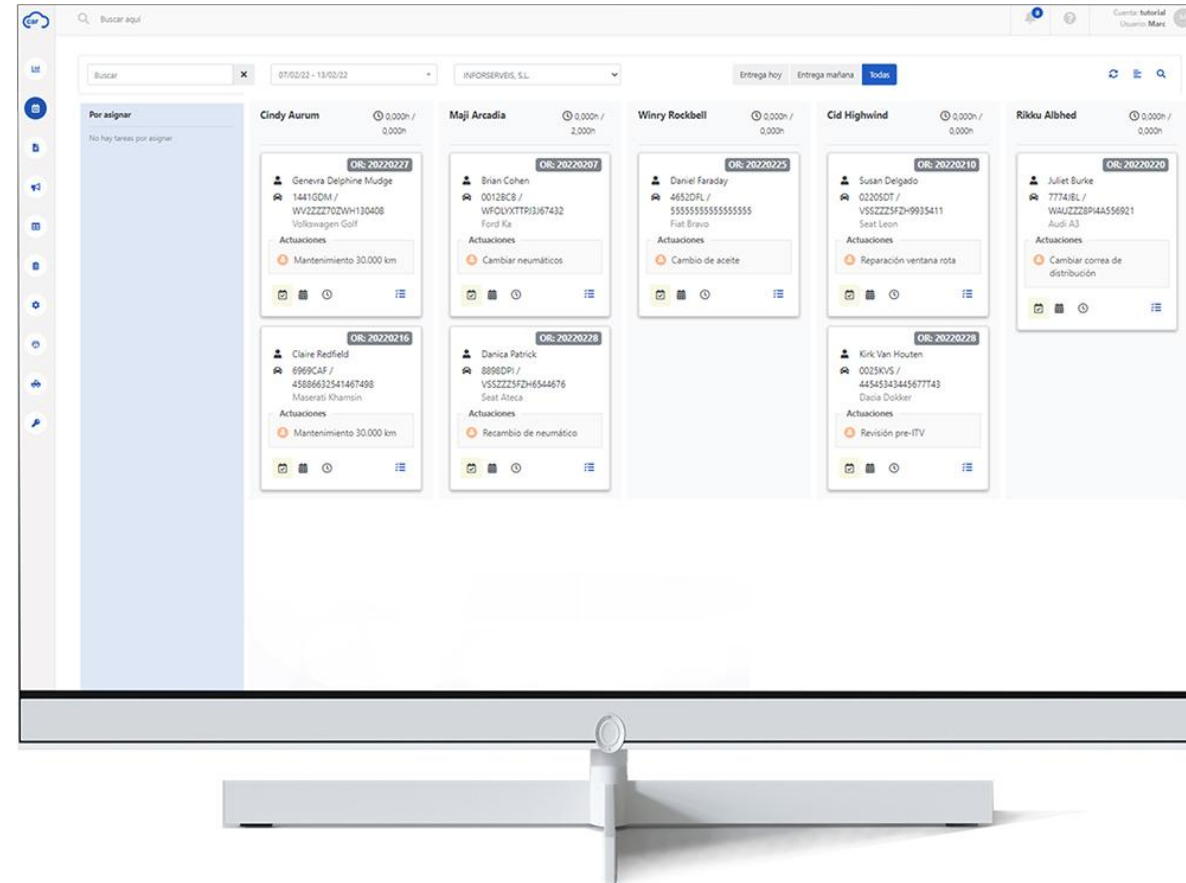 car
Buscar aquí
8
Cuenta: tutorial
Usuario: Marc
Buscar
07/02/22 - 13/02/22
INFORSERVEIS, S.L.
Entrega hoy
Entrega mañana
Todas
Por asignar
No hay tareas por asignar
Cindy Aurum
0,000h /
0,000h
OR: 20220227
Genevra Delphine Mudge
1441GDM /
WV2ZZZ70ZWH130408
Volkswagen Golf
Actuaciones
Mantenimiento 30.000 km
OR: 20220216
Claire Redfield
6969CAF /
45886632541467498
Maserati Khamsin
Actuaciones
Mantenimiento 30.000 km
Maji Arcadia
0,000h /
2,000h
OR: 20220207
Brian Cohen
0012BCB /
WFOLYXTTPJ3J67432
Ford Ka
Actuaciones
Cambiar neumáticos
OR: 20220228
Danica Patrick
8898DPI /
VSSZZZ5FZH6544676
Seat Ateca
Actuaciones
Recambio de neumático
Winry Rockbell
0,000h /
0,000h
OR: 20220225
Daniel Faraday
4652DFL /
55555555555555555
Fiat Bravo
Actuaciones
Cambio de aceite
Cid Highwind
0,000h /
0,000h
OR: 20220210
Susan Delgado
0220SDT /
VSSZZZ5FZH9935411
Seat Leon
Actuaciones
Reparación ventana rota
OR: 20220228
Kirk Van Houten
0025KVS /
44545343445677T43
Dacia Dokker
Actuaciones
Revisión pre-ITV
Rikku Albhed
0,000h /
0,000h
OR: 20220220
Juliet Burke
7774JBL /
WAUZZZ8PI4A556921
Audi A3
Actuaciones
Cambiar correa de
distribución